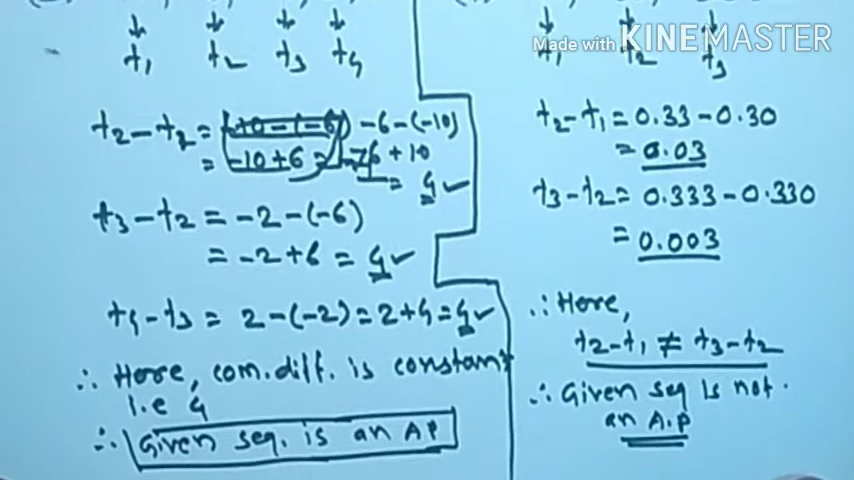 t1 t2 t3 t4
t2-t2 = -6-(-10)
= -10+6 = -6+10
= 4 ✓
t3-t2 = -2-(-6)
= -2+6 = 4 ✓
t4-t3 = 2-(-2)=2+4=4 ✓
∴ Here, com.diff. is constant
i.e 4
∴ Given seq. is an AP
Made with KINEMASTER
t1 t2 t3
t2-t1 = 0.33-0.30
= 0.03
t3-t2 = 0.333-0.330
= 0.003
∴ Here,
t2-t1 ≠ t3-t2
∴ Given seq is not.
an A.P